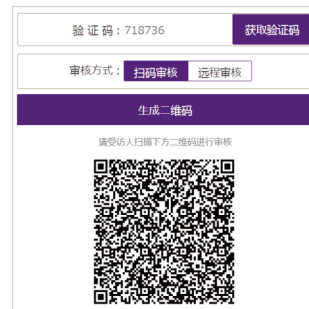 验 证 码：718736 获取验证码
审核方式： 扫码审核 远程审核
生成二维码
请受访人扫描下方二维码进行审核